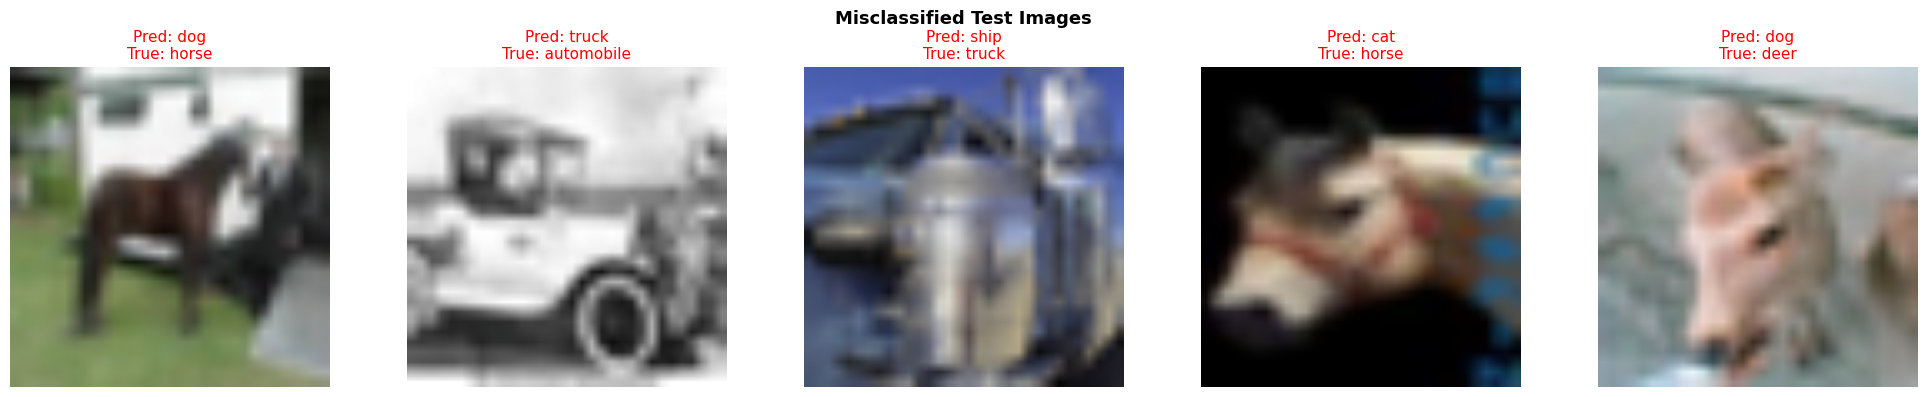 Misclassified Test Images
Pred: dog
True: horse
Pred: truck
True: automobile
Pred: ship
True: truck
Pred: cat
True: horse
Pred: dog
True: deer